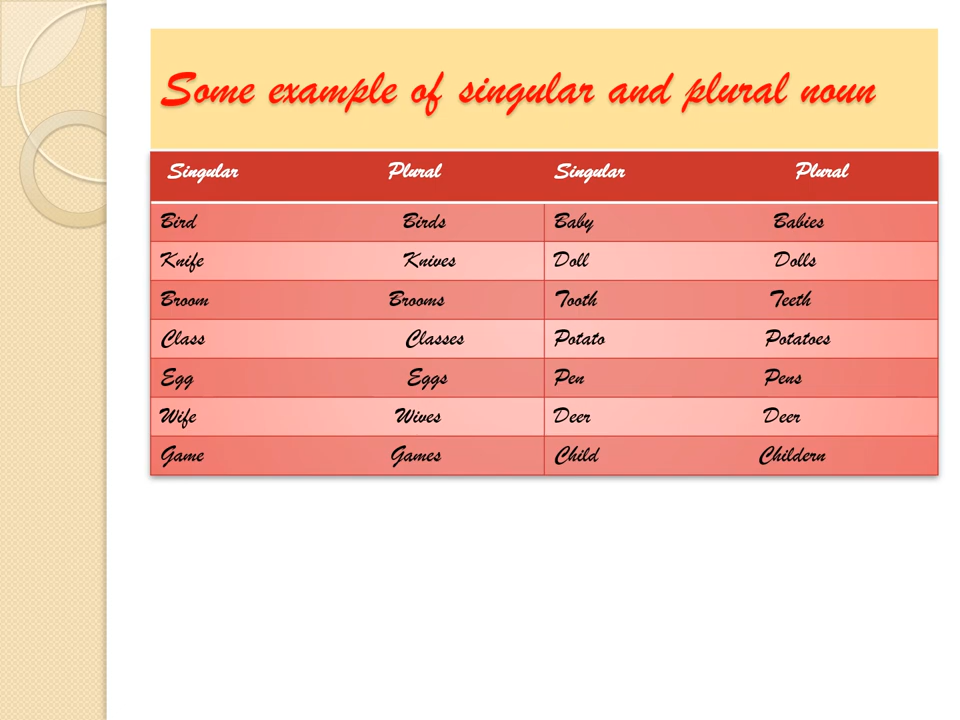 Some example of singular and plural noun
Singular Plural Singular Plural
Bird Birds Baby Babies
Knife Knives Doll Dolls
Broom Brooms Tooth Teeth
Class Classes Potato Potatoes
Egg Eggs Pen Pens
Wife Wives Deer Deer
Game Games Child Childern